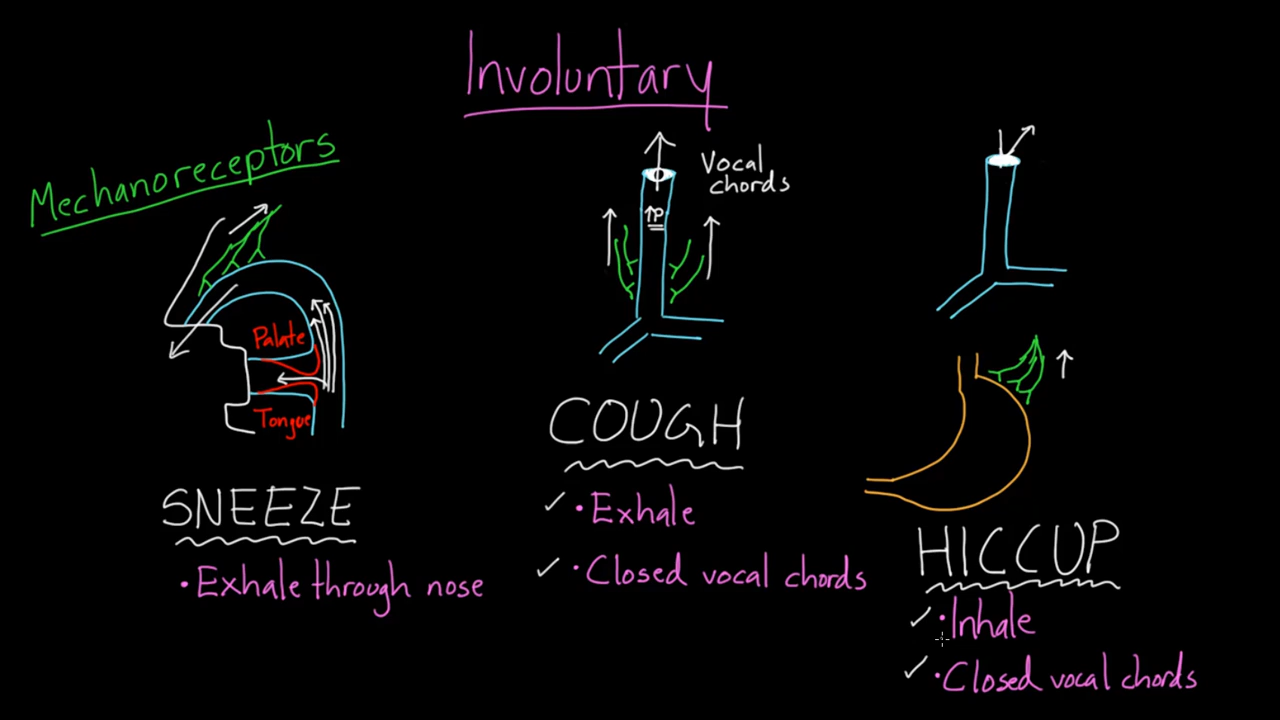 Involuntary
Mechanoreceptors
Vocal
chords
↑P
Palate
Tongue
SNEEZE
• Exhale through nose
COUGH
✓ • Exhale
✓ • Closed vocal chords
HICCUP
✓ • Inhale
✓ • Closed vocal chords